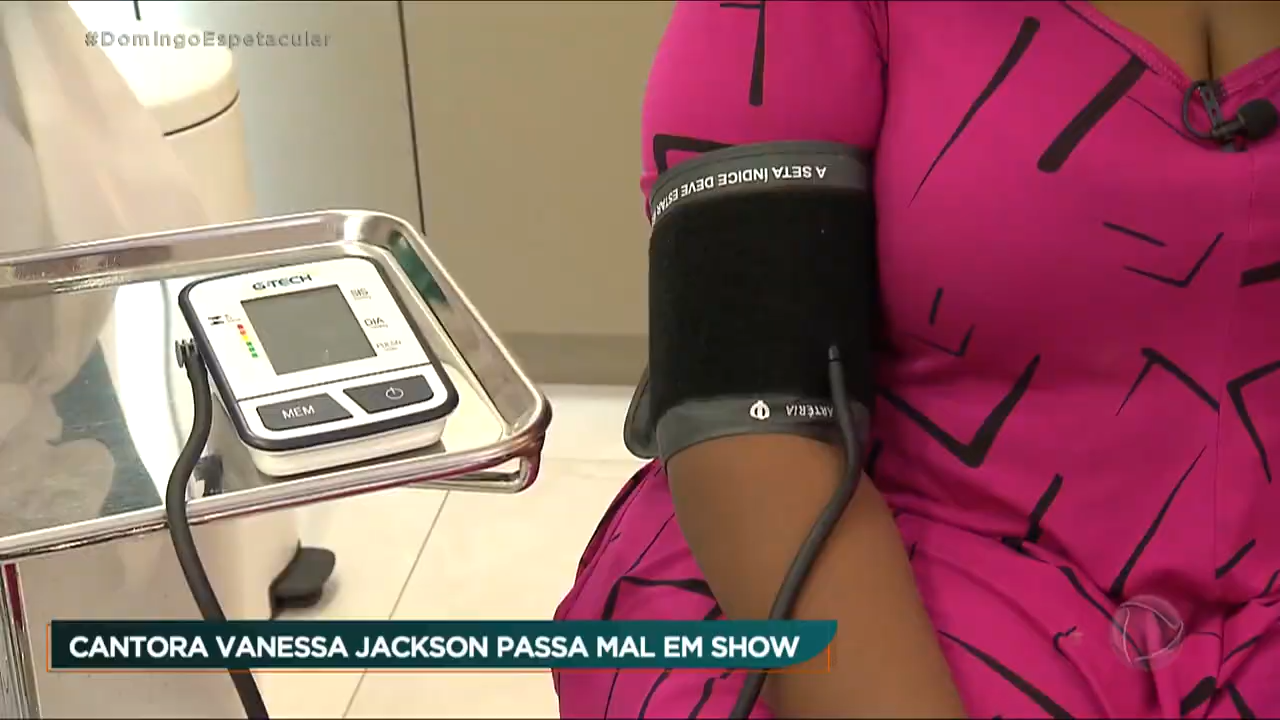 #DomingoEspetacular
A SETA ÍNDICE DEVE ESTAR
G-TECH
SIS
DIA
PULSO
MEM
ARTÉRIA
CANTORA VANESSA JACKSON PASSA MAL EM SHOW